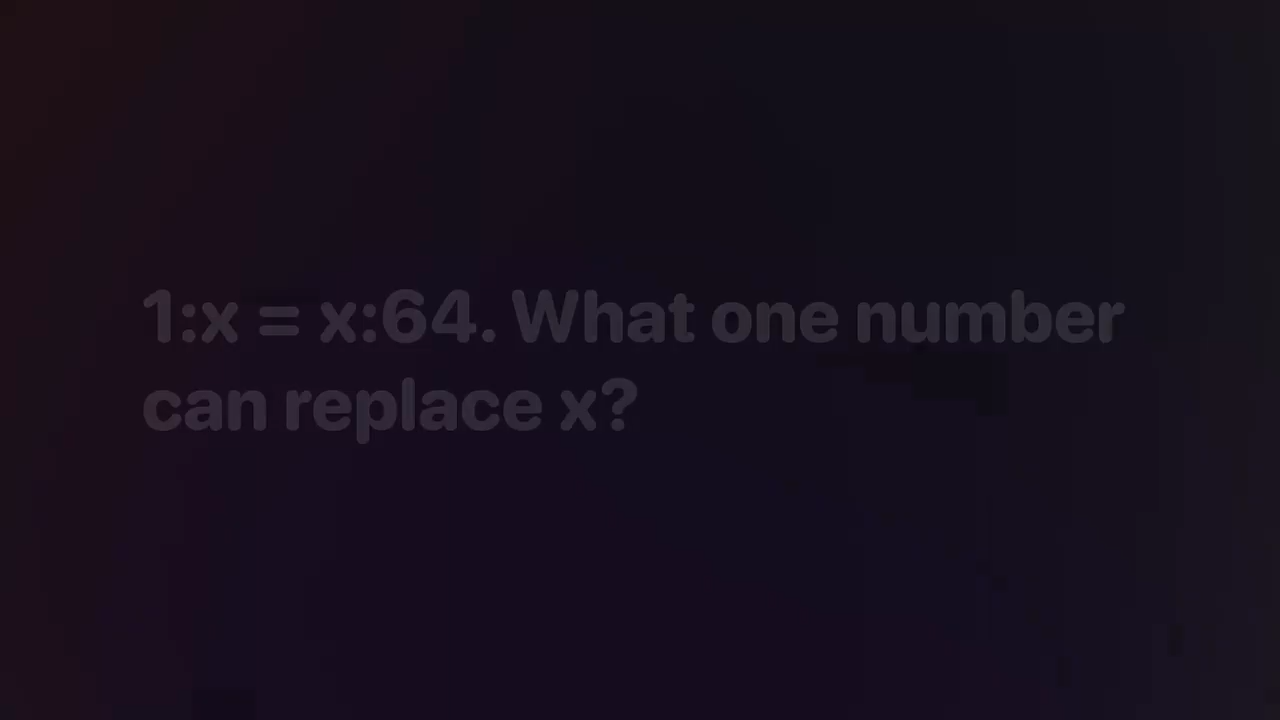 1:x = x:64. What one number
can replace x?